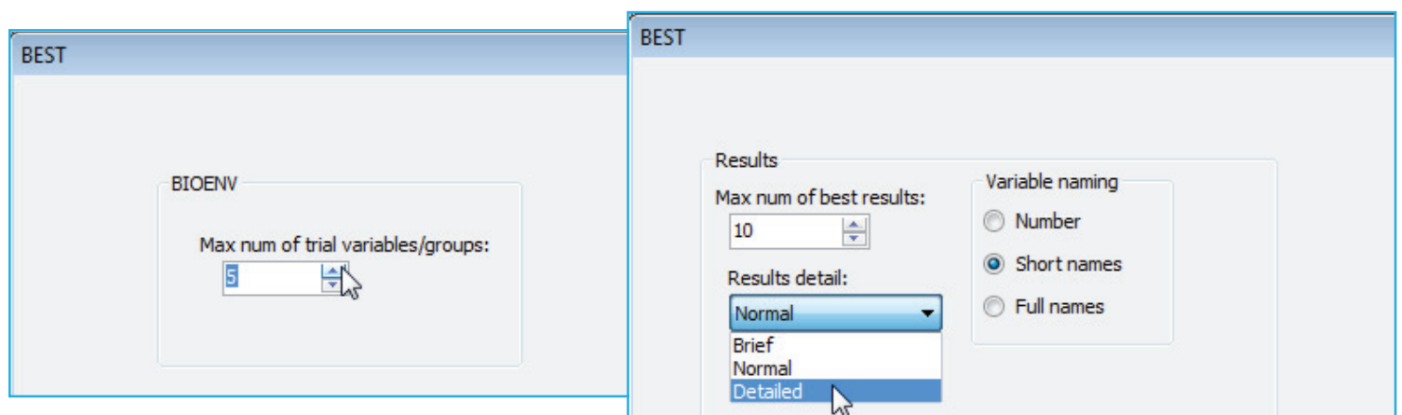 BEST
BIOENV
Max num of trial variables/groups:
5
BEST
Results
Max num of best results:
10
Results detail:
Normal
Brief
Normal
Detailed
Variable naming
Number
Short names
Full names